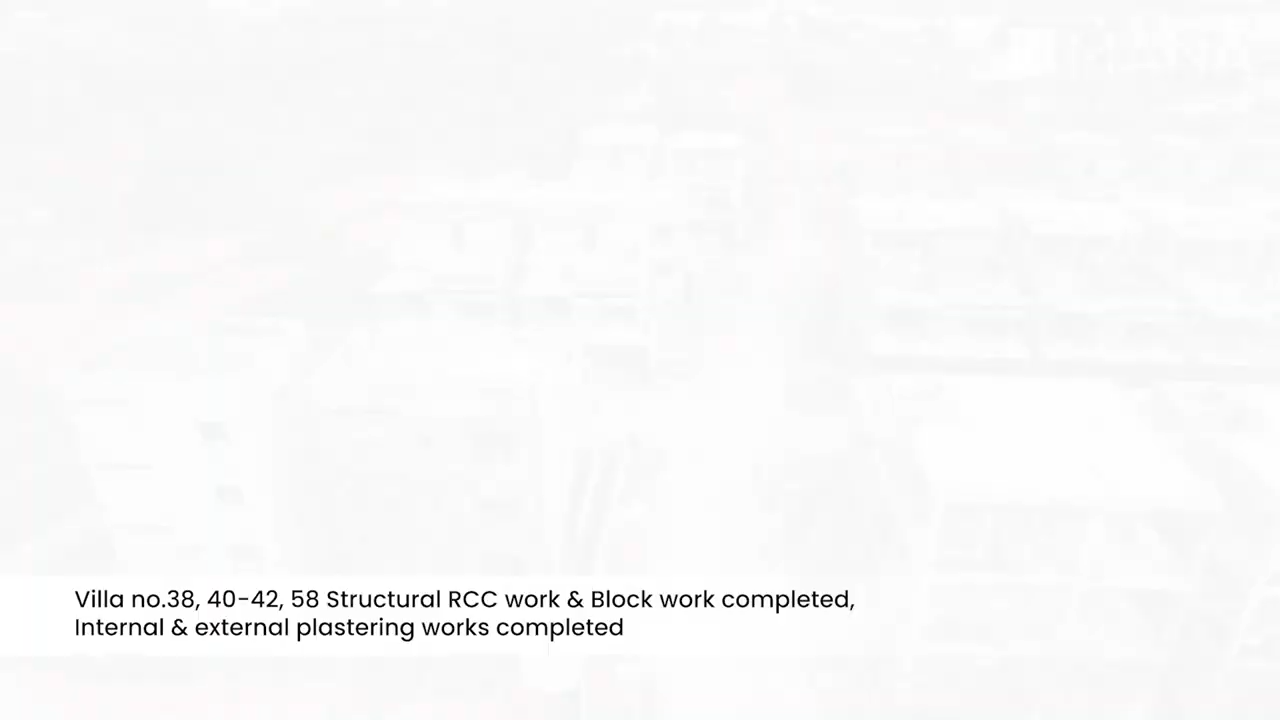 Villa no.38, 40-42, 58 Structural RCC work & Block work completed,
Internal & external plastering works completed